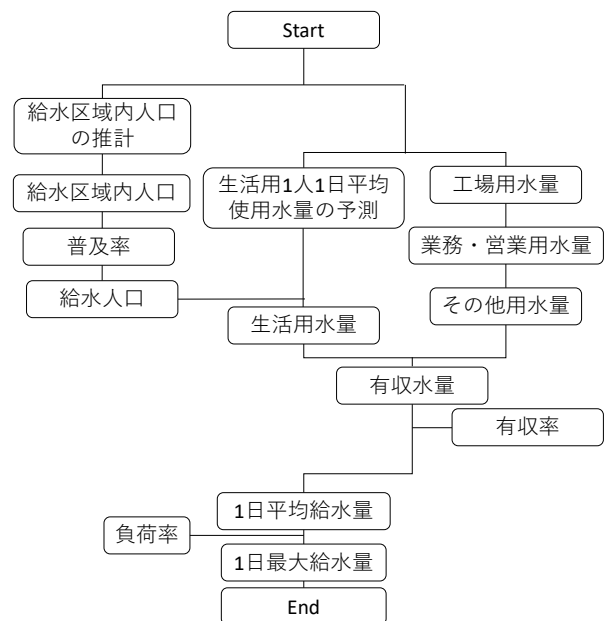 Start
給水区域内人口
の推計
給水区域内人口
普及率
給水人口
生活用1人1日平均
使用水量の予測
工場用水量
業務・営業用水量
その他用水量
生活用水量
有収水量
有収率
1日平均給水量
負荷率
1日最大給水量
End